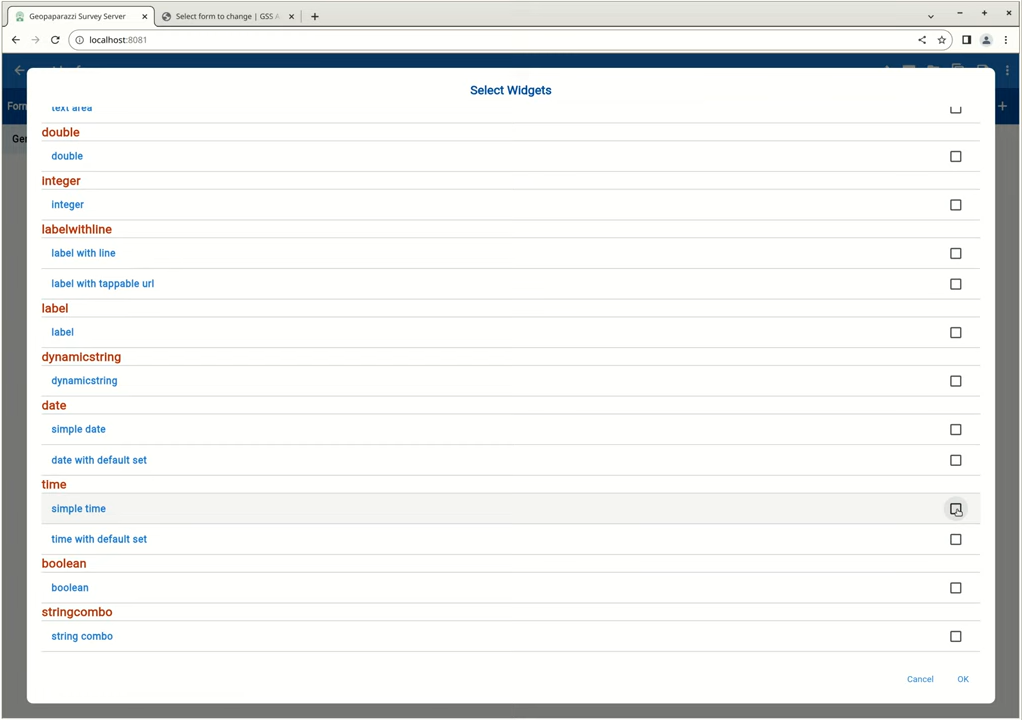 Geopaparazzi Survey Server
Select form to change | GSS A
localhost:8081
Form
Select Widgets
Ge
text area
double
double
integer
integer
labelwithline
label with line
label with tappable url
label
label
dynamicstring
dynamicstring
date
simple date
date with default set
time
simple time
time with default set
boolean
boolean
stringcombo
string combo
Cancel
OK